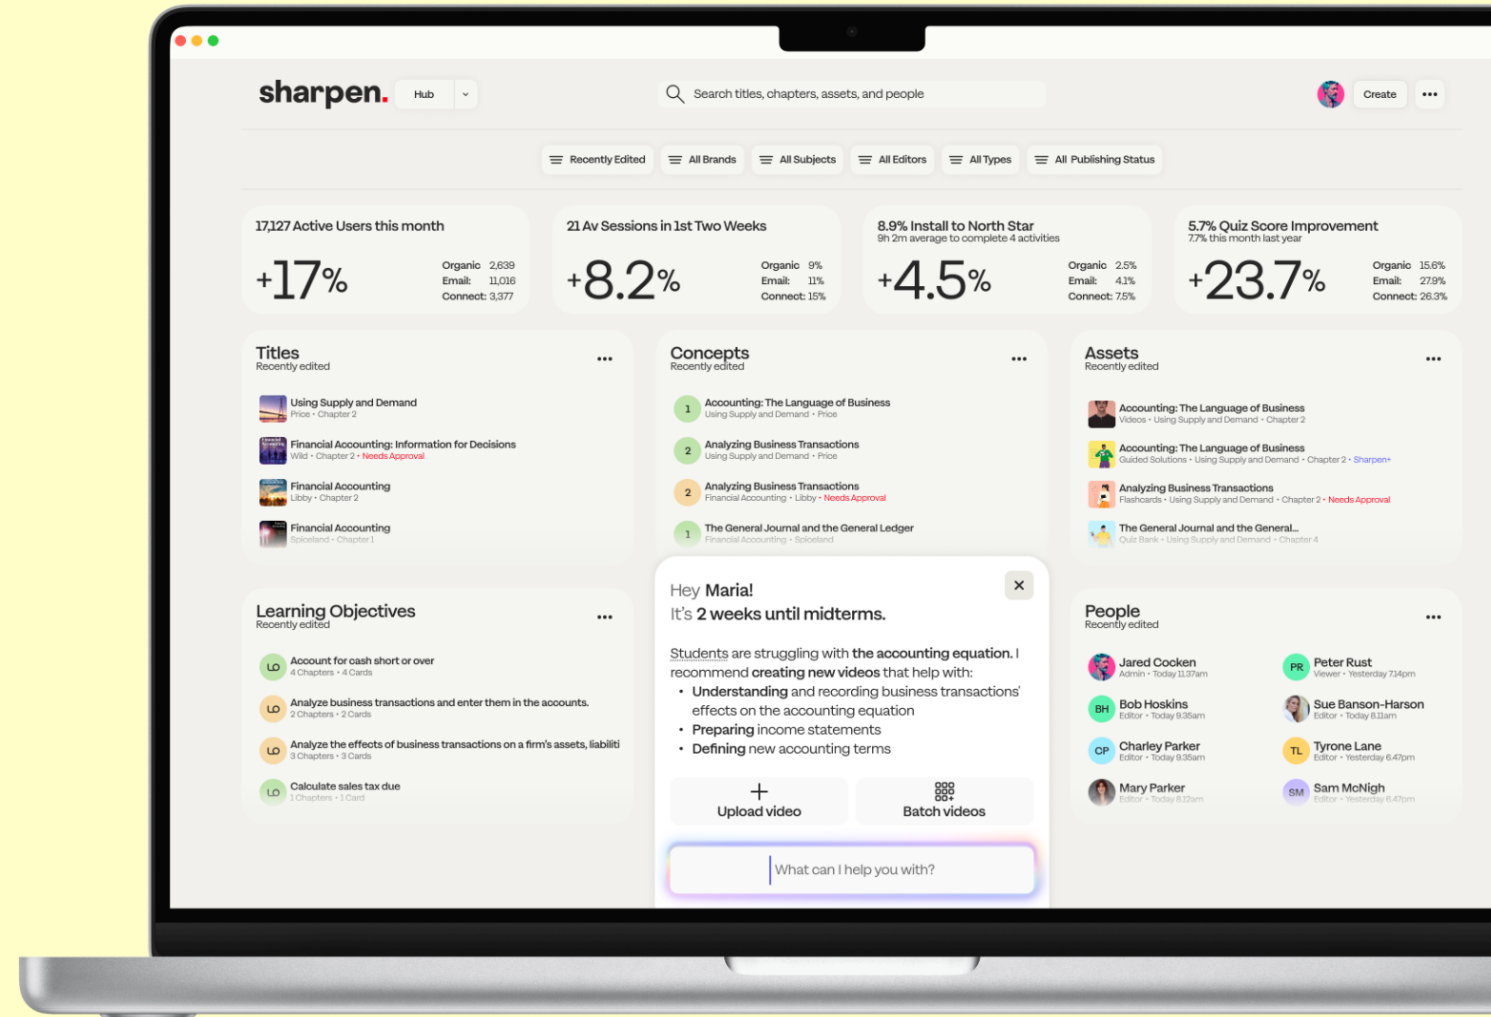 sharpen.
Hub
Search titles, chapters, assets, and people
Create
Recently Edited
All Brands
All Subjects
All Editors
All Types
All Publishing Status
17,127 Active Users this month
+17%
Organic 2,639
Email: 11,016
Connect: 3,377
21 Av Sessions in 1st Two Weeks
+8.2%
Organic 9%
Email: 11%
Connect: 15%
8.9% Install to North Star
9h 2m average to complete 4 activities
+4.5%
Organic 2.5%
Email: 4.1%
Connect: 7.5%
5.7% Quiz Score Improvement
7.7% this month last year
+23.7%
Organic 15.6%
Email: 27.9%
Connect: 26.3%
Titles
Recently edited
Using Supply and Demand
Price • Chapter 2
Financial Accounting: Information for Decisions
Wild • Chapter 2 • Needs Approval
Financial Accounting
Libby • Chapter 2
Financial Accounting
Spiceland • Chapter 1
Concepts
Recently edited
1
Accounting: The Language of Business
Using Supply and Demand • Price
2
Analyzing Business Transactions
Using Supply and Demand • Price
2
Analyzing Business Transactions
Financial Accounting • Libby • Needs Approval
1
The General Journal and the General Ledger
Financial Accounting • Spiceland
Assets
Recently edited
Accounting: The Language of Business
Videos • Using Supply and Demand • Chapter 2
Accounting: The Language of Business
Guided Solutions • Using Supply and Demand • Chapter 2 • Sharpen+
Analyzing Business Transactions
Flashcards • Using Supply and Demand • Chapter 2 • Needs Approval
The General Journal and the General...
Quiz Bank • Using Supply and Demand • Chapter 4
Learning Objectives
Recently edited
LO
Account for cash short or over
4 Chapters • 4 Cards
LO
Analyze business transactions and enter them in the accounts.
2 Chapters • 2 Cards
LO
Analyze the effects of business transactions on a firm's assets, liabiliti
3 Chapters • 3 Cards
LO
Calculate sales tax due
1 Chapters • 1 Card
Hey Maria!
It's 2 weeks until midterms.
Students are struggling with the accounting equation. I
recommend creating new videos that help with:
• Understanding and recording business transactions'
effects on the accounting equation
• Preparing income statements
• Defining new accounting terms
Upload video
Batch videos
What can I help you with?
People
Recently edited
Jared Cocken
Admin • Today 11.37am
BH
Bob Hoskins
Editor • Today 9.35am
CP
Charley Parker
Editor • Today 9.35am
Mary Parker
Editor • Today 8.12am
PR
Peter Rust
Viewer • Yesterday 7.14pm
Sue Banson-Harson
Editor • Today 8.11am
TL
Tyrone Lane
Editor • Yesterday 6.47pm
SM
Sam McNigh
Editor • Yesterday 6.47pm